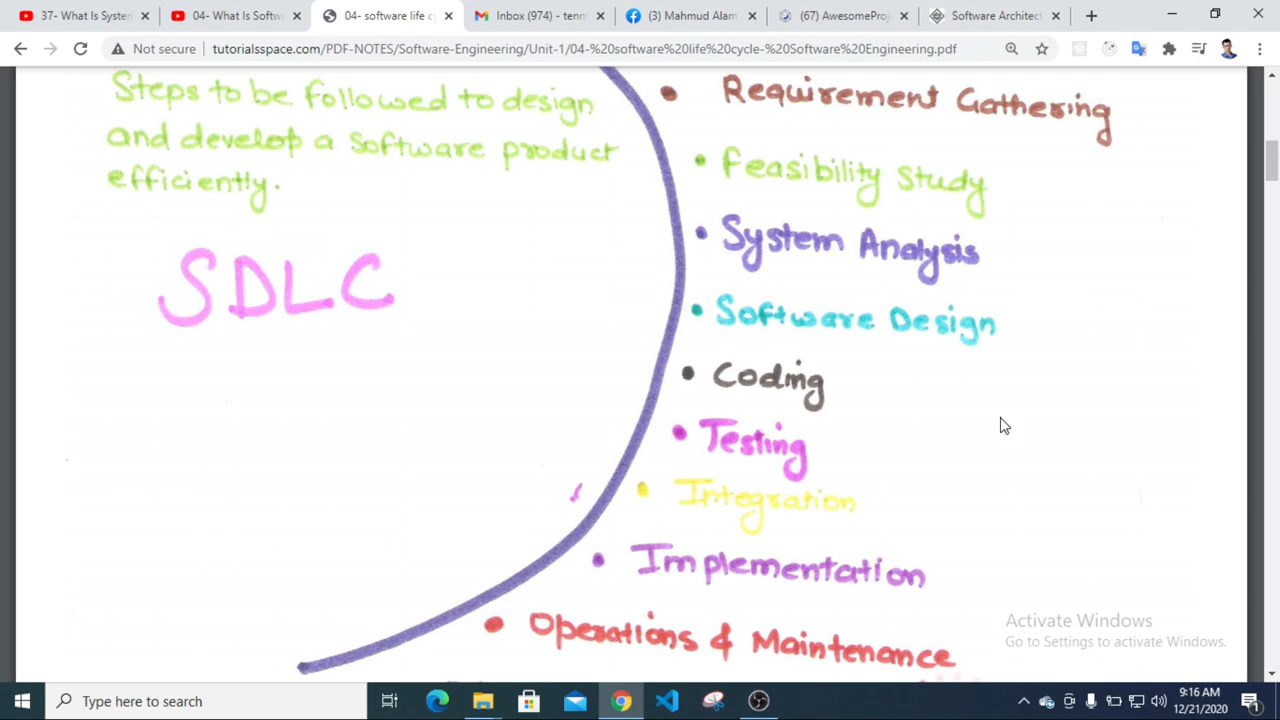 37- What Is System
04- What Is Softwa
04- software life cy
Inbox (974) - tenm
(3) Mahmud Alam
(67) AwesomeProj
Software Architect
Not secure
tutorialsspace.com/PDF-NOTES/Software-Engineering/Unit-1/04-%20software%20life%20cycle-%20Software%20Engineering.pdf
Steps to be followed to design
and develop a software product
efficiently.
SDLC
• Requirement Gathering
• Feasibility Study
• System Analysis
• Software Design
• Coding
• Testing
• Integration
• Implementation
• Operations & Maintenance
Activate Windows
Go to Settings to activate Windows.
Type here to search
9:16 AM
12/21/2020
1